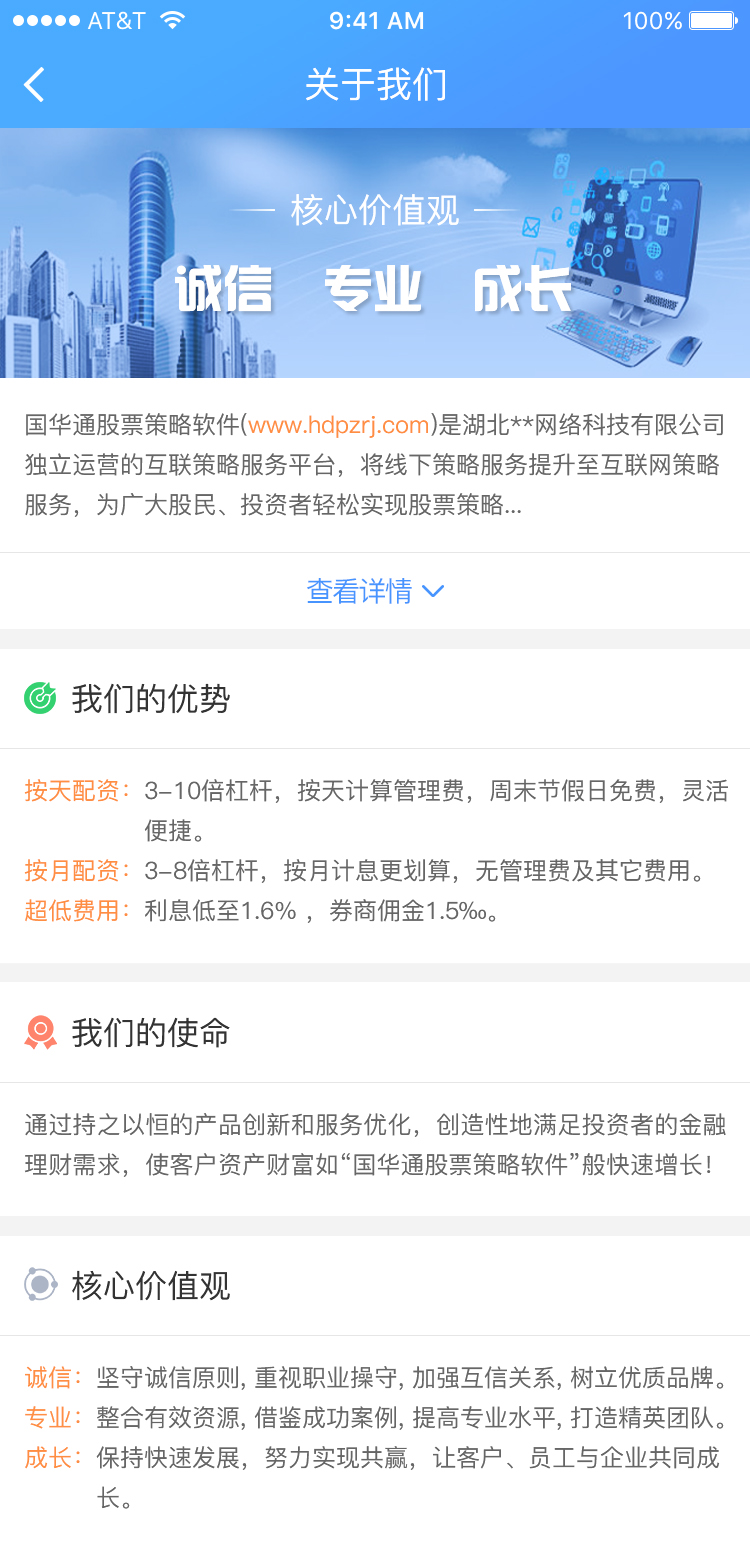 AT&T 9:41 AM 100%
关于我们
核心价值观
诚信 专业 成长
国华通股票策略软件(www.hdpzrj.com)是湖北**网络科技有限公司
独立运营的互联策略服务平台，将线下策略服务提升至互联网策略
服务，为广大股民、投资者轻松实现股票策略...
查看详情
我们的优势
按天配资：3-10倍杠杆，按天计算管理费，周末节假日免费，灵活
便捷。
按月配资：3-8倍杠杆，按月计息更划算，无管理费及其它费用。
超低费用：利息低至1.6% ，券商佣金1.5‰。
我们的使命
通过持之以恒的产品创新和服务优化，创造性地满足投资者的金融
理财需求，使客户资产财富如“国华通股票策略软件”般快速增长！
核心价值观
诚信：坚守诚信原则, 重视职业操守, 加强互信关系, 树立优质品牌。
专业：整合有效资源, 借鉴成功案例, 提高专业水平, 打造精英团队。
成长：保持快速发展，努力实现共赢，让客户、员工与企业共同成
长。